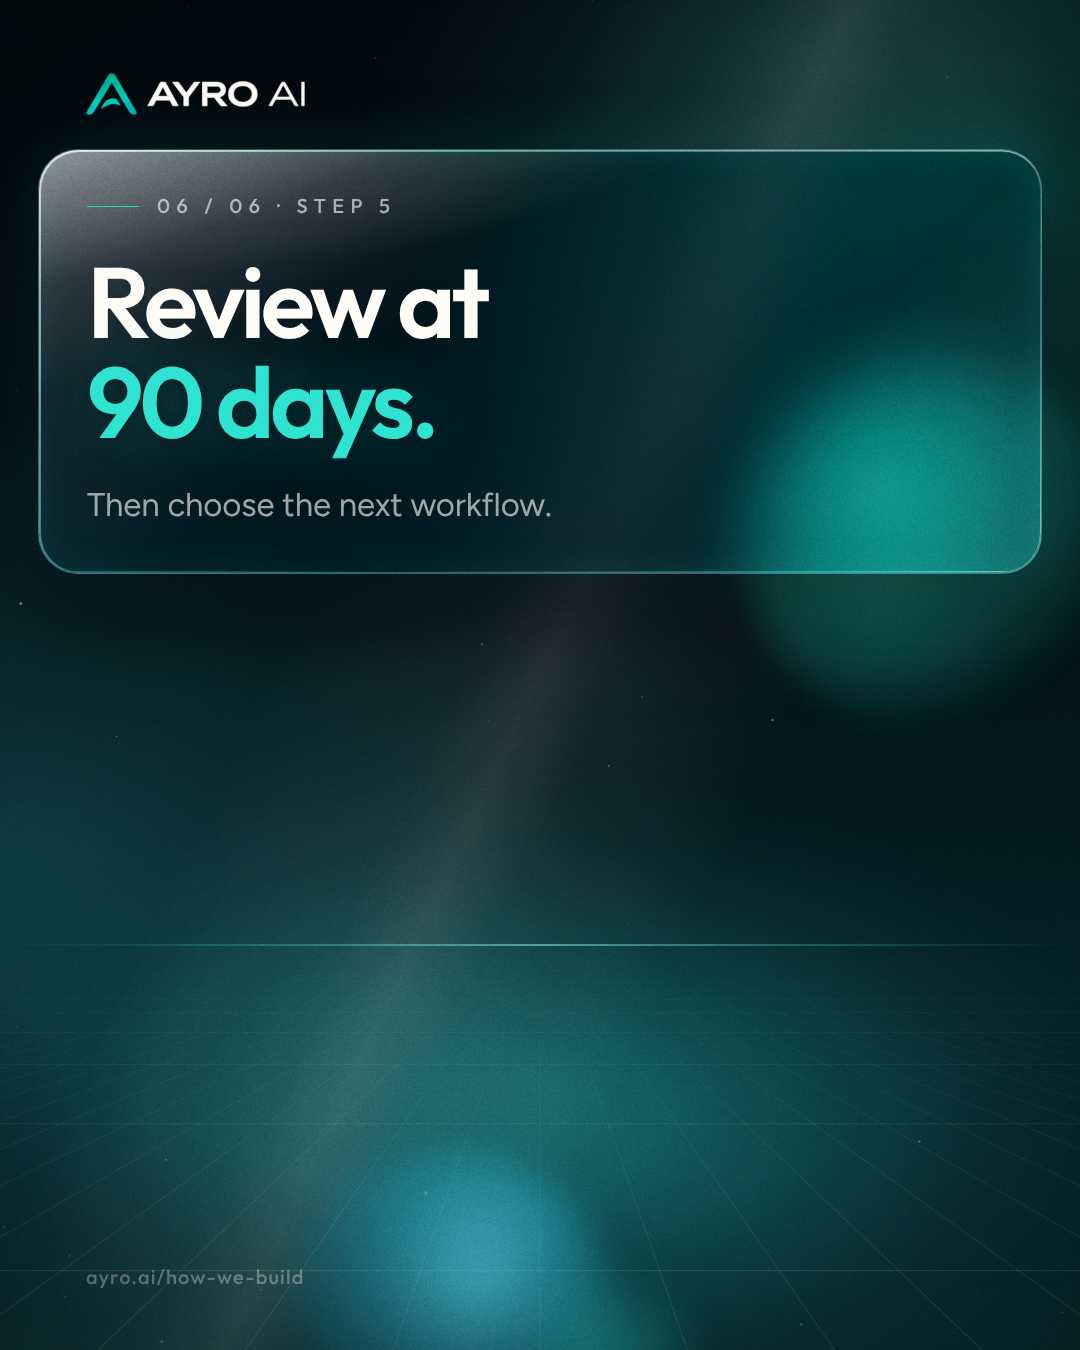 AYRO AI
06 / 06 · STEP 5
Review at
90 days.
Then choose the next workflow.
ayro.ai/how-we-build